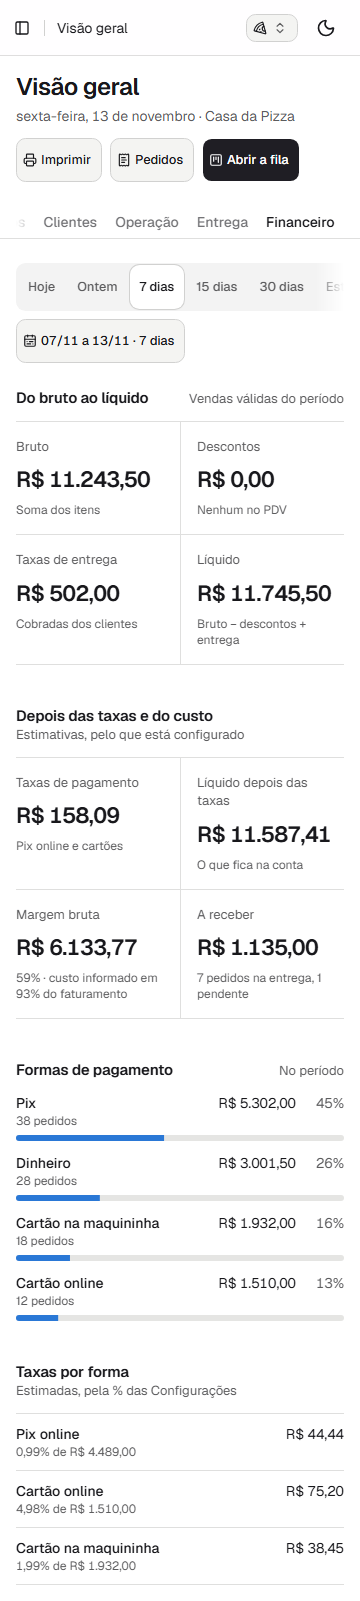 Visão geral
Visão geral
sexta-feira, 13 de novembro · Casa da Pizza
Imprimir
Pedidos
Abrir a fila
s Clientes Operação Entrega Financeiro
Hoje Ontem 7 dias 15 dias 30 dias Es
07/11 a 13/11 · 7 dias
Do bruto ao líquido Vendas válidas do período
Bruto
R$ 11.243,50
Soma dos itens
Descontos
R$ 0,00
Nenhum no PDV
Taxas de entrega
R$ 502,00
Cobradas dos clientes
Líquido
R$ 11.745,50
Bruto − descontos +
entrega
Depois das taxas e do custo
Estimativas, pelo que está configurado
Taxas de pagamento
R$ 158,09
Pix online e cartões
Líquido depois das
taxas
R$ 11.587,41
O que fica na conta
Margem bruta
R$ 6.133,77
59% · custo informado em
93% do faturamento
A receber
R$ 1.135,00
7 pedidos na entrega, 1
pendente
Formas de pagamento No período
Pix R$ 5.302,00 45%
38 pedidos
Dinheiro R$ 3.001,50 26%
28 pedidos
Cartão na maquininha R$ 1.932,00 16%
18 pedidos
Cartão online R$ 1.510,00 13%
12 pedidos
Taxas por forma
Estimadas, pela % das Configurações
Pix online R$ 44,44
0,99% de R$ 4.489,00
Cartão online R$ 75,20
4,98% de R$ 1.510,00
Cartão na maquininha R$ 38,45
1,99% de R$ 1.932,00